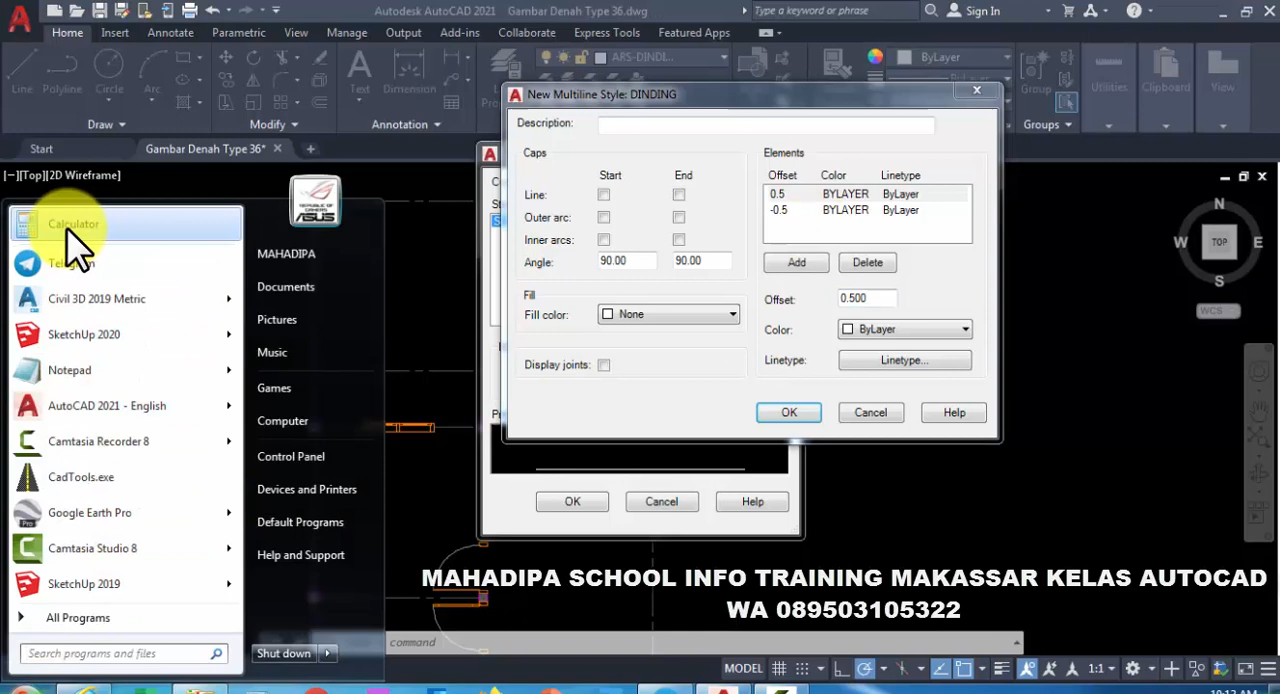 Autodesk AutoCAD 2021 Gambar Denah Type 36.dwg
Type a keyword or phrase
Sign In
Home Insert Annotate Parametric View Manage Output Add-ins Collaborate Express Tools Featured Apps
Line Polyline Circle Arc
Text Dimension
ARS-DINDI...
ByLayer
Group Utilities Clipboard View
Draw Modify Annotation Groups
Start Gambar Denah Type 36*
[−][Top][2D Wireframe]
Calculator
Civil 3D 2019 Metric
SketchUp 2020
Notepad
AutoCAD 2021 - English
Camtasia Recorder 8
CadTools.exe
Google Earth Pro
Camtasia Studio 8
SketchUp 2019
All Programs
Search programs and files
REPUBLIC OF
GAMERS
ASUS
MAHADIPA
Documents
Pictures
Music
Games
Computer
Control Panel
Devices and Printers
Default Programs
Help and Support
Shut down
New Multiline Style: DINDING
Description:
Caps
Start End
Line:
Outer arc:
Inner arcs:
Angle: 90.00 90.00
Fill
Fill color: None
Display joints:
Elements
Offset Color Linetype
0.5 BYLAYER ByLayer
-0.5 BYLAYER ByLayer
Add Delete
Offset: 0.500
Color: ByLayer
Linetype: Linetype...
OK Cancel Help
OK Cancel Help
N
W TOP E
S
WCS
MAHADIPA SCHOOL INFO TRAINING MAKASSAR KELAS AUTOCAD
WA 089503105322
command
MODEL 1:1